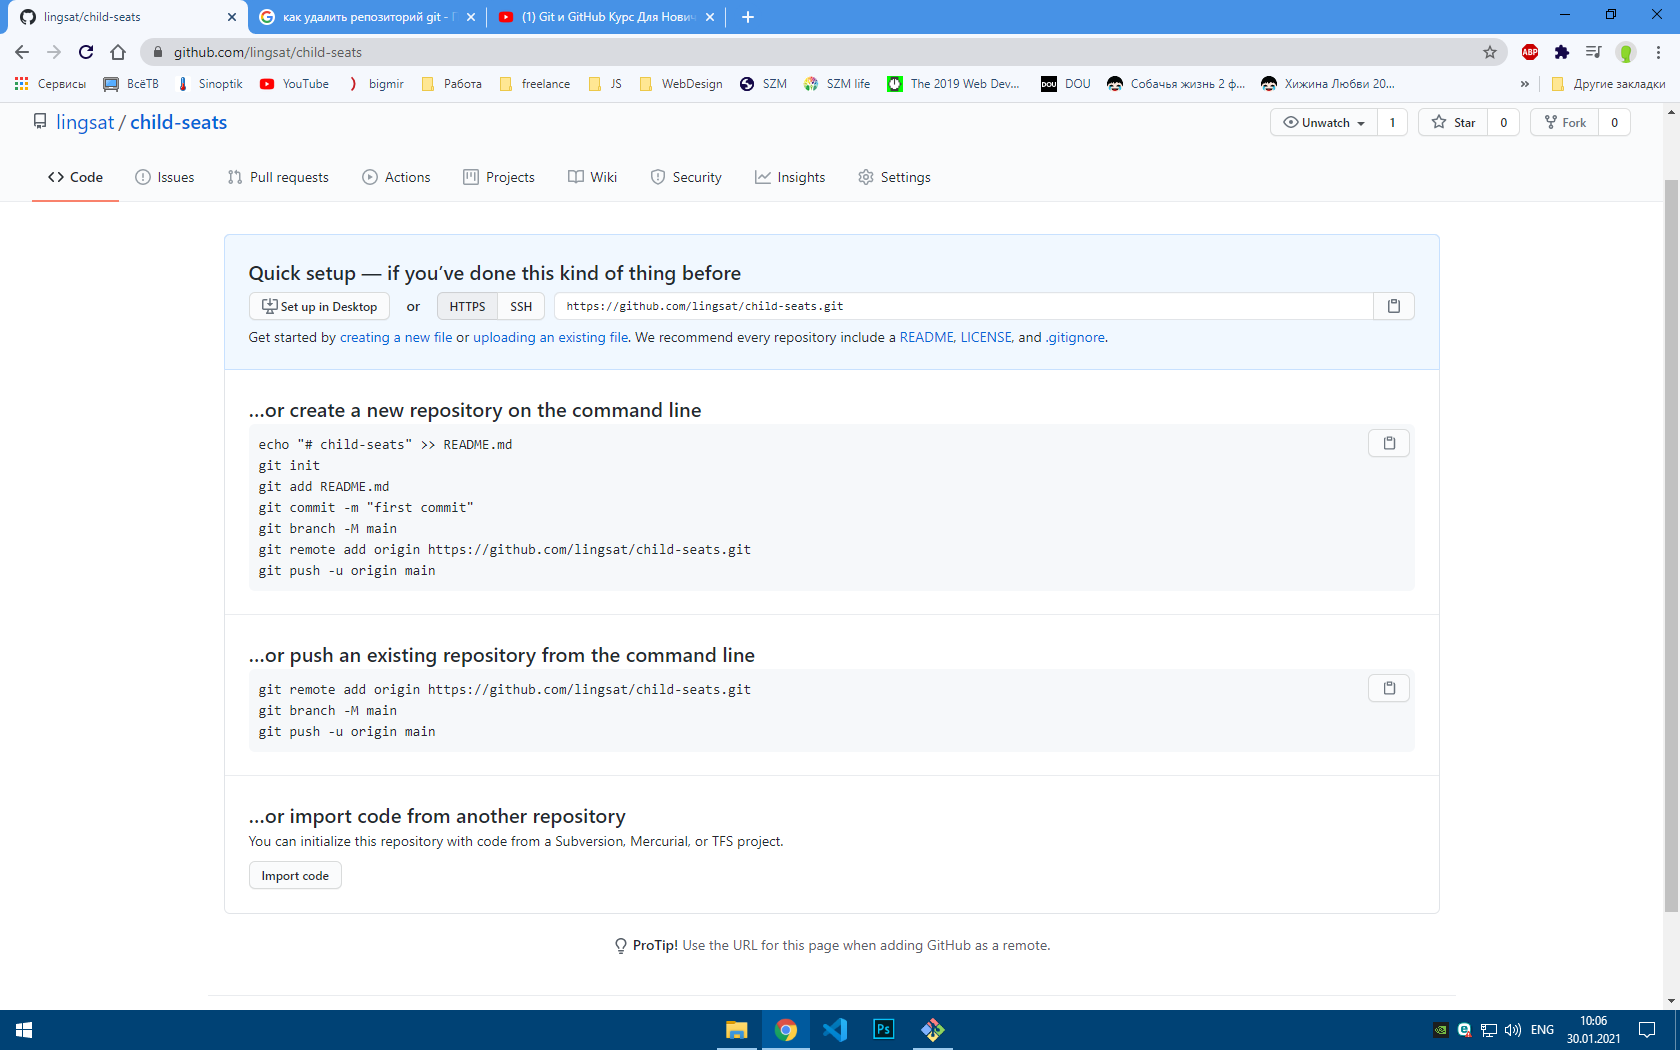 lingsat/child-seats
как удалить репозиторий git - Г
(1) Git и GitHub Курс Для Нович
github.com/lingsat/child-seats
ABP
Сервисы
ВсёТВ
Sinoptik
YouTube
bigmir
Работа
freelance
JS
WebDesign
SZM
SZM life
The 2019 Web Dev...
DOU
DOU
Собачья жизнь 2 ф...
Хижина Любви 20...
»
Другие закладки
lingsat / child-seats
Unwatch 1
Star 0
Fork 0
Code
Issues
Pull requests
Actions
Projects
Wiki
Security
Insights
Settings
Quick setup — if you’ve done this kind of thing before
Set up in Desktop or HTTPS SSH https://github.com/lingsat/child-seats.git
Get started by creating a new file or uploading an existing file. We recommend every repository include a README, LICENSE, and .gitignore.
…or create a new repository on the command line
echo "# child-seats" >> README.md
git init
git add README.md
git commit -m "first commit"
git branch -M main
git remote add origin https://github.com/lingsat/child-seats.git
git push -u origin main
…or push an existing repository from the command line
git remote add origin https://github.com/lingsat/child-seats.git
git branch -M main
git push -u origin main
…or import code from another repository
You can initialize this repository with code from a Subversion, Mercurial, or TFS project.
Import code
ProTip! Use the URL for this page when adding GitHub as a remote.
Ps
ENG
10:06
30.01.2021